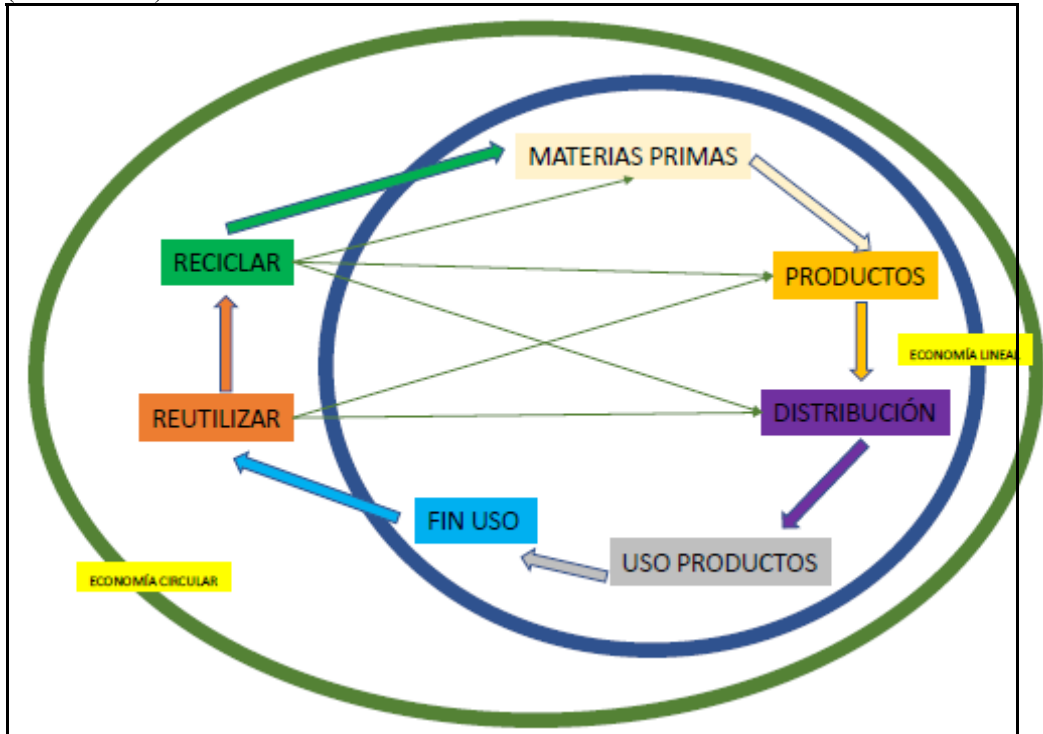 MATERIAS PRIMAS
RECICLAR
PRODUCTOS
ECONOMÍA LINEAL
REUTILIZAR
DISTRIBUCIÓN
FIN USO
USO PRODUCTOS
ECONOMÍA CIRCULAR